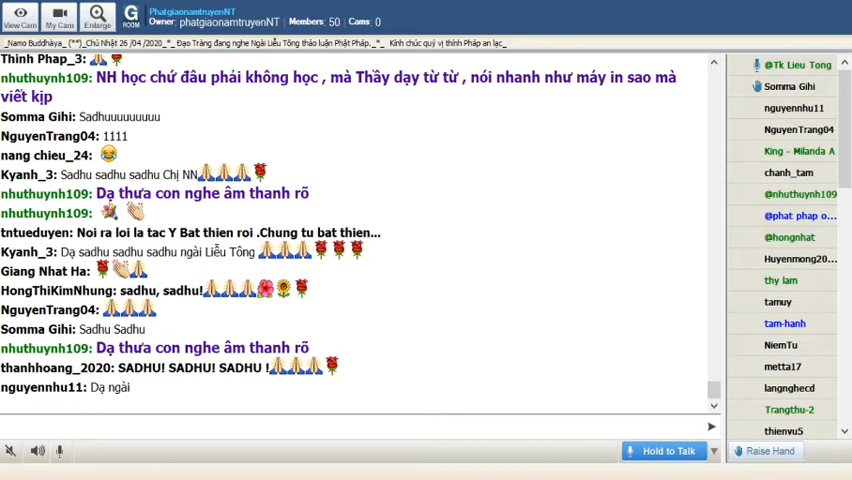 View Cam
My Cam
Enlarge
G
ROOM
PhatgiaonamtruyenNT
Owner: phatgiaonamtruyenNT Members: 50 Cams: 0
_Namo Buddhàya_ (**)_Chủ Nhật 26 /04 /2020_*_ Đạo Tràng đang nghe Ngài Liễu Tông thảo luận Phật Pháp._*_ Kính chúc quý vị thính Pháp an lạc_
Thinh Phap_3:
nhuthuynh109: NH học chứ đâu phải không học , mà Thầy dạy từ từ , nói nhanh như máy in sao mà
viết kịp
Somma Gihi: Sadhuuuuuuuuu
NguyenTrang04: 1111
nang chieu_24:
Kyanh_3: Sadhu sadhu sadhu Chị NN
nhuthuynh109: Dạ thưa con nghe âm thanh rõ
nhuthuynh109:
tntueduyen: Noi ra loi la tac Y Bat thien roi .Chung tu bat thien...
Kyanh_3: Dạ sadhu sadhu sadhu ngài Liễu Tông
Giang Nhat Ha:
HongThiKimNhung: sadhu, sadhu!
NguyenTrang04:
Somma Gihi: Sadhu Sadhu
nhuthuynh109: Dạ thưa con nghe âm thanh rõ
thanhhoang_2020: SADHU! SADHU! SADHU !
nguyennhu11: Dạ ngài
Hold to Talk
@Tk Lieu Tong
Somma Gihi
nguyennhu11
NguyenTrang04
King - Milanda A
chanh_tam
@nhuthuynh109
@phat phap o...
@hongnhat
Huyenmong20...
thy lam
tamuy
tam-hanh
NiemTu
metta17
langnghecd
Trangthu-2
thienvu5
Raise Hand